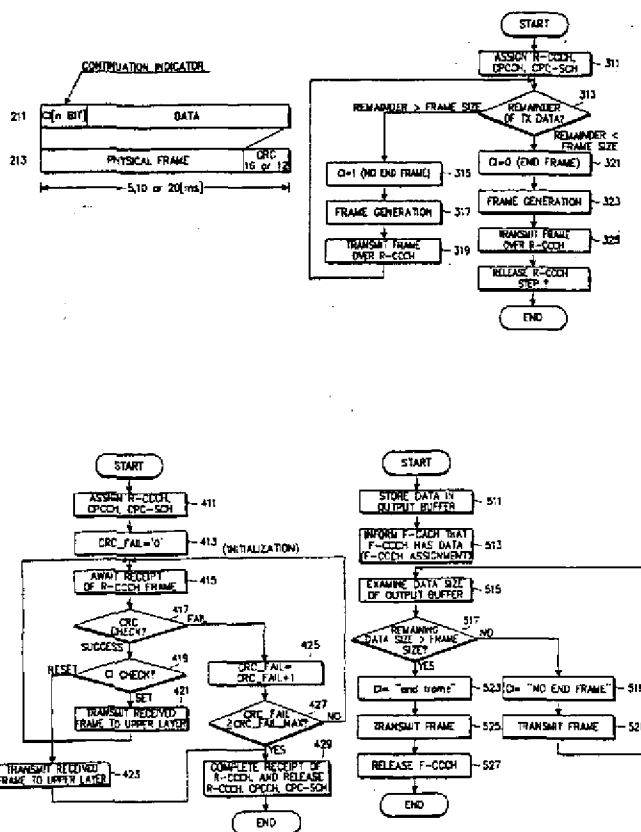 CONTINUATION INDICATOR
211
CI[n BIT]
DATA
213
PHYSICAL FRAME
CRC
16 or 12
5,10 or 20[ms]
START
ASSIGN R-CCCH,
CPCCH, CPC-SCH
311
313
REMAINDER
OF TX DATA?
REMAINDER > FRAME SIZE
REMAINDER <
FRAME SIZE
CI=1 (NO END FRAME)
315
CI=0 (END FRAME)
321
FRAME GENERATION
317
FRAME GENERATION
323
TRANSMIT FRAME
OVER R-CCCH
319
TRANSMIT FRAME
OVER R-CCCH
325
RELEASE R-CCCH
STEP ?
END
START
ASSIGN R-CCCH,
CPCCH, CPC-SCH
411
CRC_FAIL='0'
413
(INITIALIZATION)
AWAIT RECEIPT
OF R-CCCH FRAME
415
417
CRC
CHECK?
FAIL
SUCCESS
425
CRC_FAIL=
CRC_FAIL+1
419
RESET
CI CHECK?
SET
421
TRANSMIT RECEIVED
FRAME TO UPPER LAYER
427
CRC_FAIL
≥CRC_FAIL_MAX?
NO
YES
429
TRANSMIT RECEIVED
FRAME TO UPPER LAYER
423
COMPLETE RECEIPT OF
R-CCCH, AND RELEASE
R-CCCH, CPCCH, CPC-SCH
END
START
STORE DATA IN
OUTPUT BUFFER
511
INFORM F-CACH THAT
F-CCCH HAS DATA
(F-CCCH ASSIGNMENT)
513
EXAMINE DATA SIZE
OF OUTPUT BUFFER
515
517
REMAINING
DATA SIZE > FRAME
SIZE?
NO
YES
CI= "end frame"
523
CI= "NO END FRAME"
TRANSMIT FRAME
525
TRANSMIT FRAME
RELEASE F-CCCH
527
END